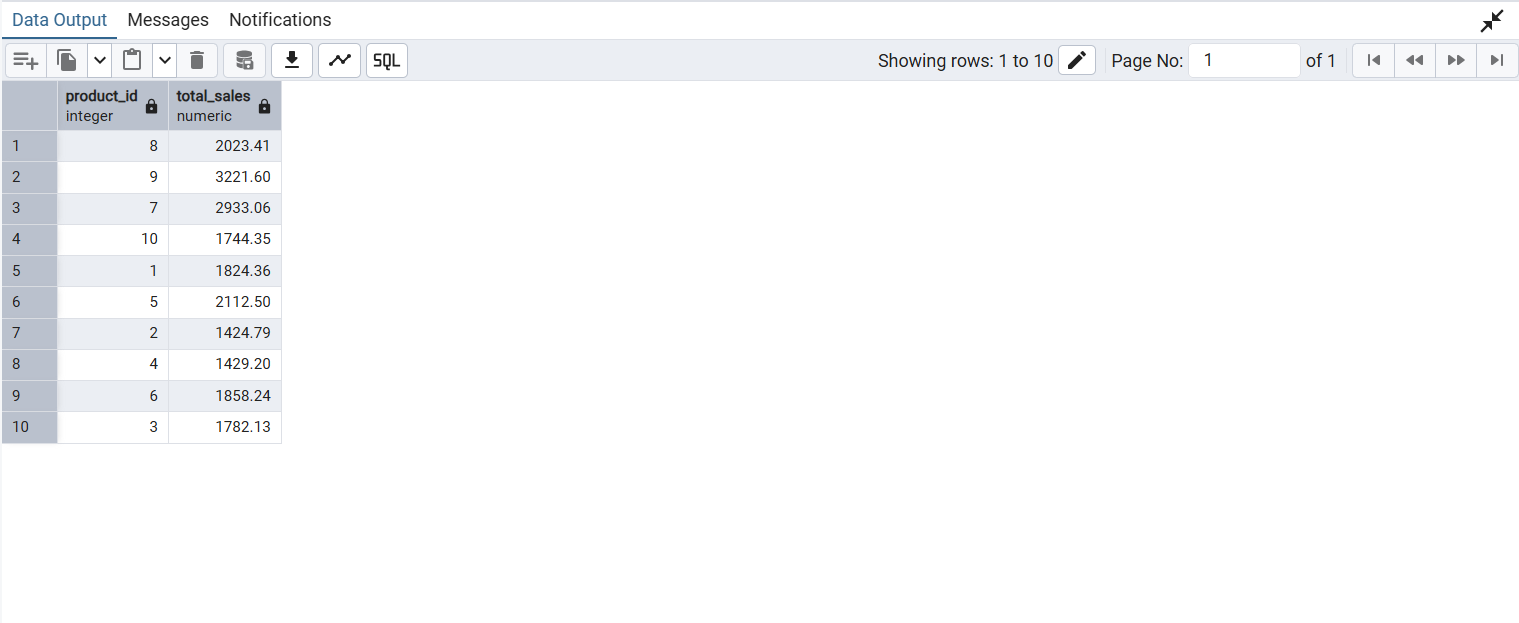 Data Output Messages Notifications
SQL Showing rows: 1 to 10 Page No: 1 of 1
product_id total_sales
integer numeric
1 8 2023.41
2 9 3221.60
3 7 2933.06
4 10 1744.35
5 1 1824.36
6 5 2112.50
7 2 1424.79
8 4 1429.20
9 6 1858.24
10 3 1782.13